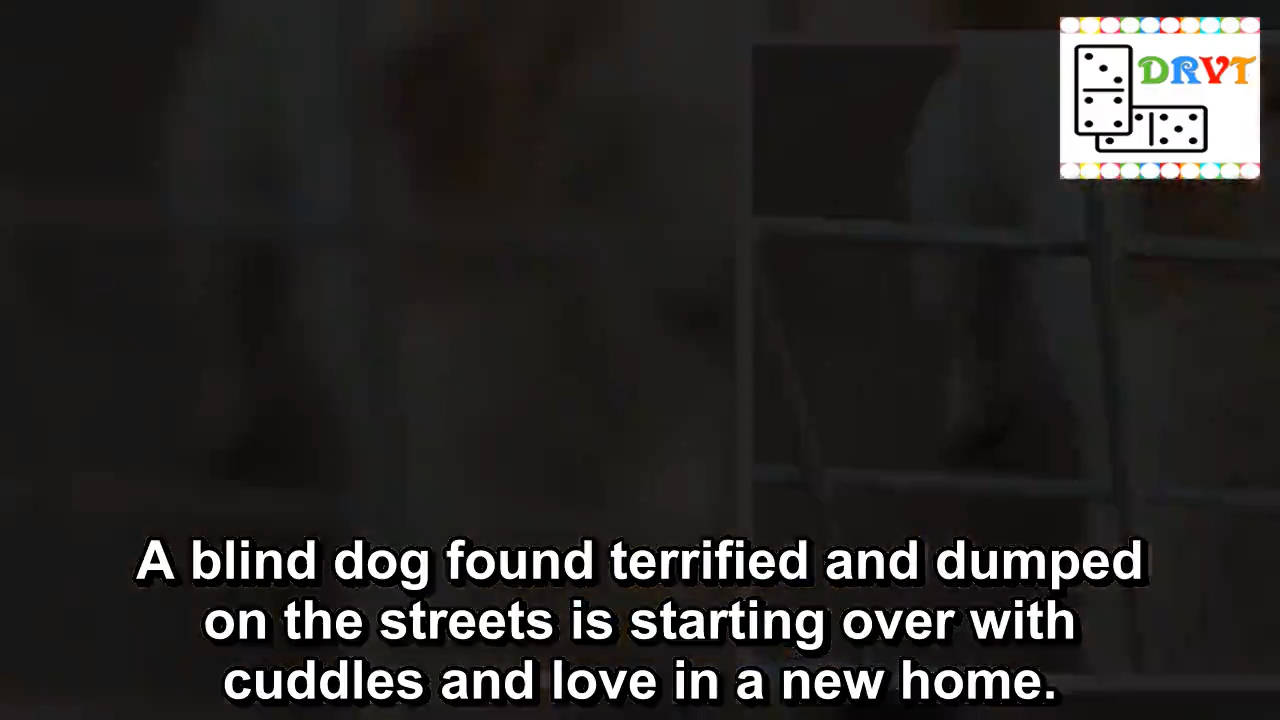 DRVT
A blind dog found terrified and dumped
on the streets is starting over with
cuddles and love in a new home.